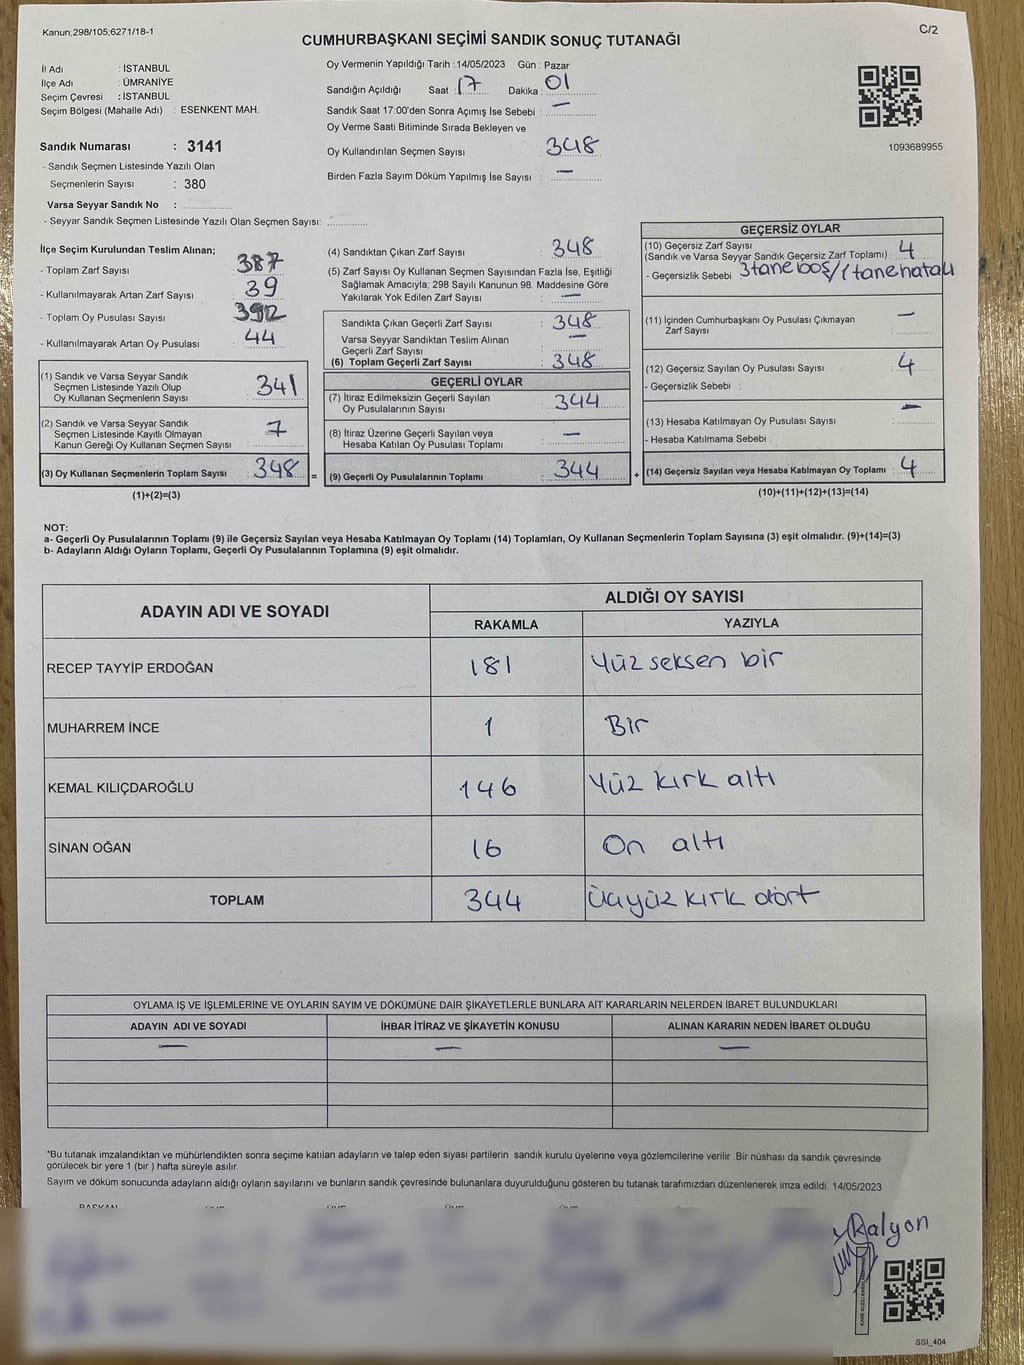 Kanun;298/105;6271/18-1
C/2
CUMHURBAŞKANI SEÇİMİ SANDIK SONUÇ TUTANAĞI
İl Adı : İSTANBUL
İlçe Adı : ÜMRANİYE
Seçim Çevresi : İSTANBUL
Seçim Bölgesi (Mahalle Adı) : ESENKENT MAH.
Sandık Numarası : 3141
- Sandık Seçmen Listesinde Yazılı Olan
Seçmenlerin Sayısı : 380
Varsa Seyyar Sandık No :
- Seyyar Sandık Seçmen Listesinde Yazılı Olan Seçmen Sayısı:
Oy Vermenin Yapıldığı Tarih :14/05/2023 Gün : Pazar
Sandığın Açıldığı Saat : 17 Dakika : 01
Sandık Saat 17:00'den Sonra Açımış İse Sebebi : —
Oy Verme Saati Bitiminde Sırada Bekleyen ve
Oy Kullandırılan Seçmen Sayısı : 348
Birden Fazla Sayım Döküm Yapılmış İse Sayısı : —
1093689955
İlçe Seçim Kurulundan Teslim Alınan;
- Toplam Zarf Sayısı : 387
- Kullanılmayarak Artan Zarf Sayısı : 39
- Toplam Oy Pusulası Sayısı : 392
- Kullanılmayarak Artan Oy Pusulası : 44
(1) Sandık ve Varsa Seyyar Sandık
Seçmen Listesinde Yazılı Olup
Oy Kullanan Seçmenlerin Sayısı : 341
(2) Sandık ve Varsa Seyyar Sandık
Seçmen Listesinde Kayıtlı Olmayan
Kanun Gereği Oy Kullanan Seçmen Sayısı : 7
(3) Oy Kullanan Seçmenlerin Toplam Sayısı : 348
(1)+(2)=(3)
=
(4) Sandıktan Çıkan Zarf Sayısı : 348
(5) Zarf Sayısı Oy Kullanan Seçmen Sayısından Fazla İse, Eşitliği
Sağlamak Amacıyla; 298 Sayılı Kanunun 98. Maddesine Göre
Yakılarak Yok Edilen Zarf Sayısı : —
Sandıkta Çıkan Geçerli Zarf Sayısı : 348
Varsa Seyyar Sandıktan Teslim Alınan
Geçerli Zarf Sayısı : —
(6) Toplam Geçerli Zarf Sayısı : 348
GEÇERLİ OYLAR
(7) İtiraz Edilmeksizin Geçerli Sayılan
Oy Pusulalarının Sayısı : 344
(8) İtiraz Üzerine Geçerli Sayılan veya
Hesaba Katılan Oy Pusulası Toplamı : —
(9) Geçerli Oy Pusulalarının Toplamı : 344
+
GEÇERSİZ OYLAR
(10) Geçersiz Zarf Sayısı
(Sandık ve Varsa Seyyar Sandık Geçersiz Zarf Toplamı) : 4
- Geçersizlik Sebebi 3 tane boş/1 tane hatalı
(11) İçinden Cumhurbaşkanı Oy Pusulası Çıkmayan
Zarf Sayısı : —
(12) Geçersiz Sayılan Oy Pusulası Sayısı : 4
- Geçersizlik Sebebi :
(13) Hesaba Katılmayan Oy Pusulası Sayısı : —
- Hesaba Katılmama Sebebi :
(14) Geçersiz Sayılan veya Hesaba Katılmayan Oy Toplamı : 4
(10)+(11)+(12)+(13)=(14)
NOT:
a- Geçerli Oy Pusulalarının Toplamı (9) ile Geçersiz Sayılan veya Hesaba Katılmayan Oy Toplamı (14) Toplamları, Oy Kullanan Seçmenlerin Toplam Sayısına (3) eşit olmalıdır. (9)+(14)=(3)
b- Adayların Aldığı Oyların Toplamı, Geçerli Oy Pusulalarının Toplamına (9) eşit olmalıdır.
ADAYIN ADI VE SOYADI
ALDIĞI OY SAYISI
RAKAMLA YAZIYLA
RECEP TAYYİP ERDOĞAN 181 Yüz seksen bir
MUHARREM İNCE 1 Bir
KEMAL KILIÇDAROĞLU 146 Yüz kırk altı
SİNAN OĞAN 16 On altı
TOPLAM 344 Üçyüz kırk dört
OYLAMA İŞ VE İŞLEMLERİNE VE OYLARIN SAYIM VE DÖKÜMÜNE DAİR ŞİKAYETLERLE BUNLARA AİT KARARLARIN NELERDEN İBARET BULUNDUKLARI
ADAYIN ADI VE SOYADI İHBAR İTİRAZ VE ŞİKAYETİN KONUSU ALINAN KARARIN NEDEN İBARET OLDUĞU
— — —
*Bu tutanak imzalandıktan ve mühürlendikten sonra seçime katılan adayların ve talep eden siyasi partilerin sandık kurulu üyelerine veya gözlemcilerine verilir .Bir nüshası da sandık çevresinde
görülecek bir yere 1 (bir ) hafta süreyle asılır.
Sayım ve döküm sonucunda adayların aldığı oyların sayılarını ve bunların sandık çevresinde bulunanlara duyurulduğunu gösteren bu tutanak tarafımızdan düzenlenerek imza edildi. 14/05/2023
BAŞKAN ÜYE ÜYE ÜYE ÜYE ÜYE
Kalyon
SSİ_404